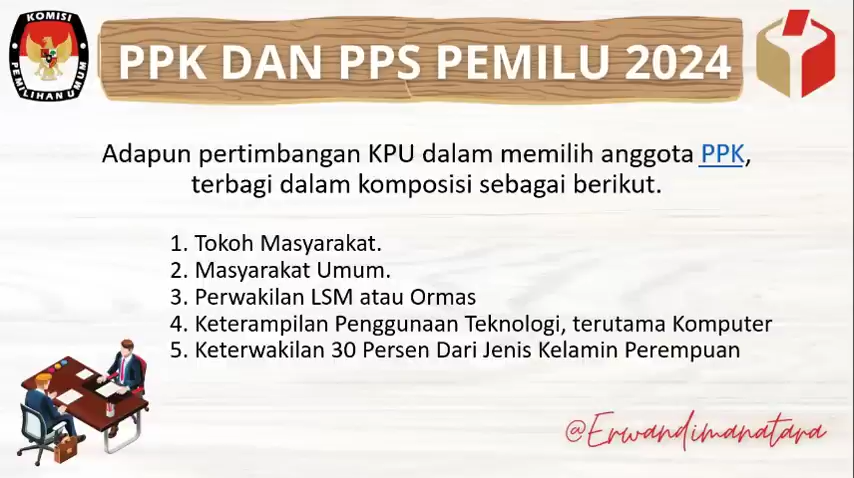 KOMISI
PEMILIHAN UMUM
PPK DAN PPS PEMILU 2024
Adapun pertimbangan KPU dalam memilih anggota PPK,
terbagi dalam komposisi sebagai berikut.
1. Tokoh Masyarakat.
2. Masyarakat Umum.
3. Perwakilan LSM atau Ormas
4. Keterampilan Penggunaan Teknologi, terutama Komputer
5. Keterwakilan 30 Persen Dari Jenis Kelamin Perempuan
@Erwandimanatara